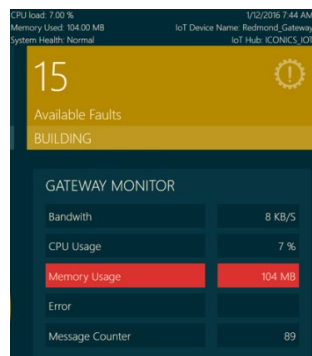 CPU load: 7.00 % 1/12/2016 7:44 AM
Memory Used: 104.00 MB IoT Device Name: Redmond_Gateway
System Health: Normal IoT Hub: ICONICS_IOT
15
Available Faults
BUILDING
GATEWAY MONITOR
Bandwith 8 KB/S
CPU Usage 7 %
Memory Usage 104 MB
Error
Message Counter 89